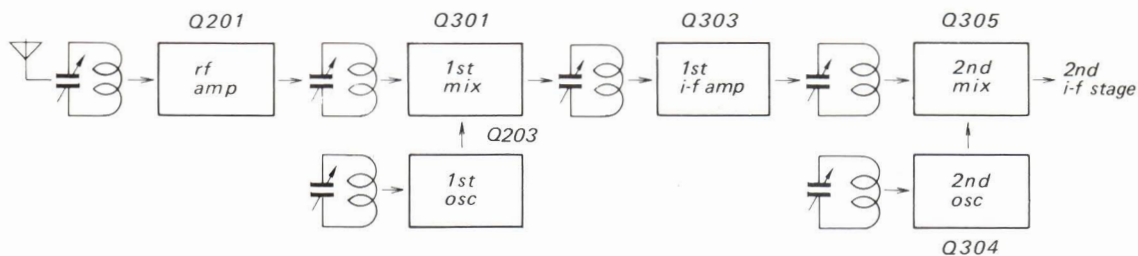 Q201
Q301
Q303
Q305
rf
amp
1st
mix
1st
i-f amp
2nd
mix
2nd
i-f stage
Q203
1st
osc
2nd
osc
Q304